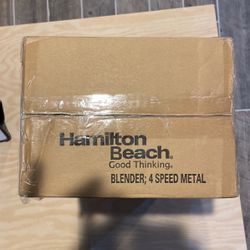 Hamilton
Beach®
Good Thinking.
BLENDER; 4 SPEED METAL